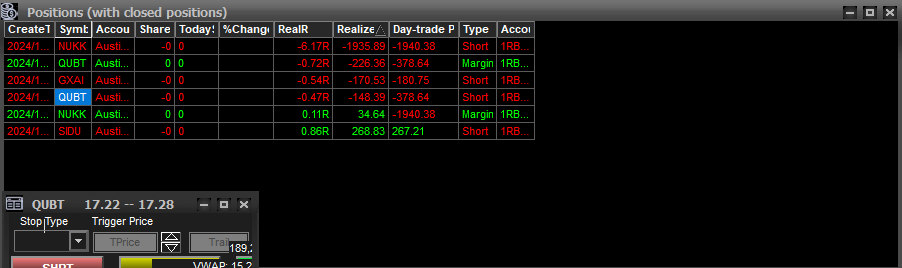 Positions (with closed positions)
CreateT Symb Accou Share Today$ %Change RealR Realize Day-trade P Type Accou
2024/1... NUKK Austi... -0 0 -6.17R -1935.89 -1940.36 Short 1RB...
2024/1... QUBT Austi... 0 0 -0.72R -226.36 -378.64 Margin 1RB...
2024/1... GXAI Austi... -0 0 -0.54R -170.53 -180.75 Short 1RB...
2024/1... QUBT Austi... -0 0 -0.47R -148.39 -378.64 Short 1RB...
2024/1... NUKK Austi... 0 0 0.11R 34.64 -1940.36 Margin 1RB...
2024/1... SIDU Austi... -0 0 0.86R 268.83 267.21 Short 1RB...
QUBT 17.22 -- 17.28
Stop Type Trigger Price
TPrice Trail
189,2
SHRT VWAP: 15.2